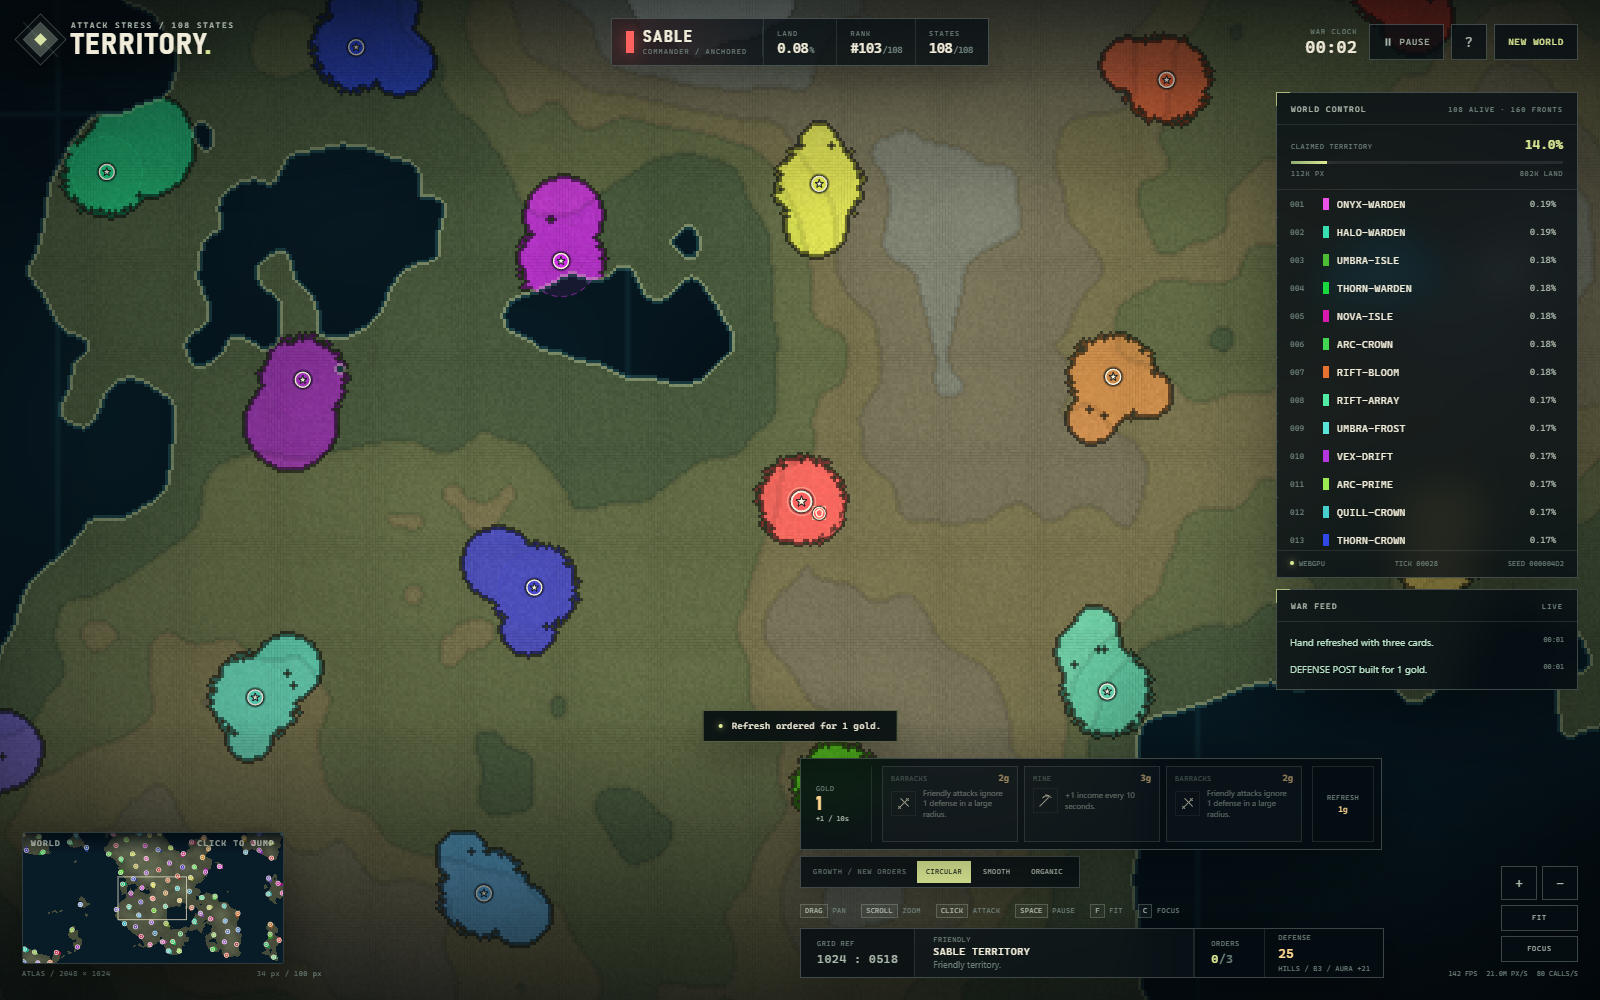 ATTACK STRESS / 108 STATES
TERRITORY.
SABLE
COMMANDER / ANCHORED
LAND
0.08%
RANK
#103/108
STATES
108/108
WAR CLOCK
00:02
PAUSE
?
NEW WORLD
WORLD CONTROL
108 ALIVE · 160 FRONTS
CLAIMED TERRITORY
14.0%
112K PX
802K LAND
001 ONYX-WARDEN 0.19%
002 HALO-WARDEN 0.19%
003 UMBRA-ISLE 0.18%
004 THORN-WARDEN 0.18%
005 NOVA-ISLE 0.18%
006 ARC-CROWN 0.18%
007 RIFT-BLOOM 0.18%
008 RIFT-ARRAY 0.17%
009 UMBRA-FROST 0.17%
010 VEX-DRIFT 0.17%
011 ARC-PRIME 0.17%
012 QUILL-CROWN 0.17%
013 THORN-CROWN 0.17%
WEBGPU
TICK 00028
SEED 000004D2
WAR FEED
LIVE
Hand refreshed with three cards. 00:01
DEFENSE POST built for 1 gold. 00:01
Refresh ordered for 1 gold.
GOLD
1
+1 / 10s
BARRACKS 2g
Friendly attacks ignore
1 defense in a large
radius.
MINE 3g
+1 income every 10
seconds.
BARRACKS 2g
Friendly attacks ignore
1 defense in a large
radius.
REFRESH
1g
GROWTH / NEW ORDERS CIRCULAR SMOOTH ORGANIC
DRAG PAN SCROLL ZOOM CLICK ATTACK SPACE PAUSE F FIT C FOCUS
GRID REF
1024 : 0518
FRIENDLY
SABLE TERRITORY
Friendly territory.
ORDERS
0/3
DEFENSE
25
HILLS / B3 / AURA +21
WORLD
CLICK TO JUMP
ATLAS / 2048 × 1024
34 px / 100 px
+
−
FIT
FOCUS
142 FPS 21.0M PX/S 80 CALLS/S